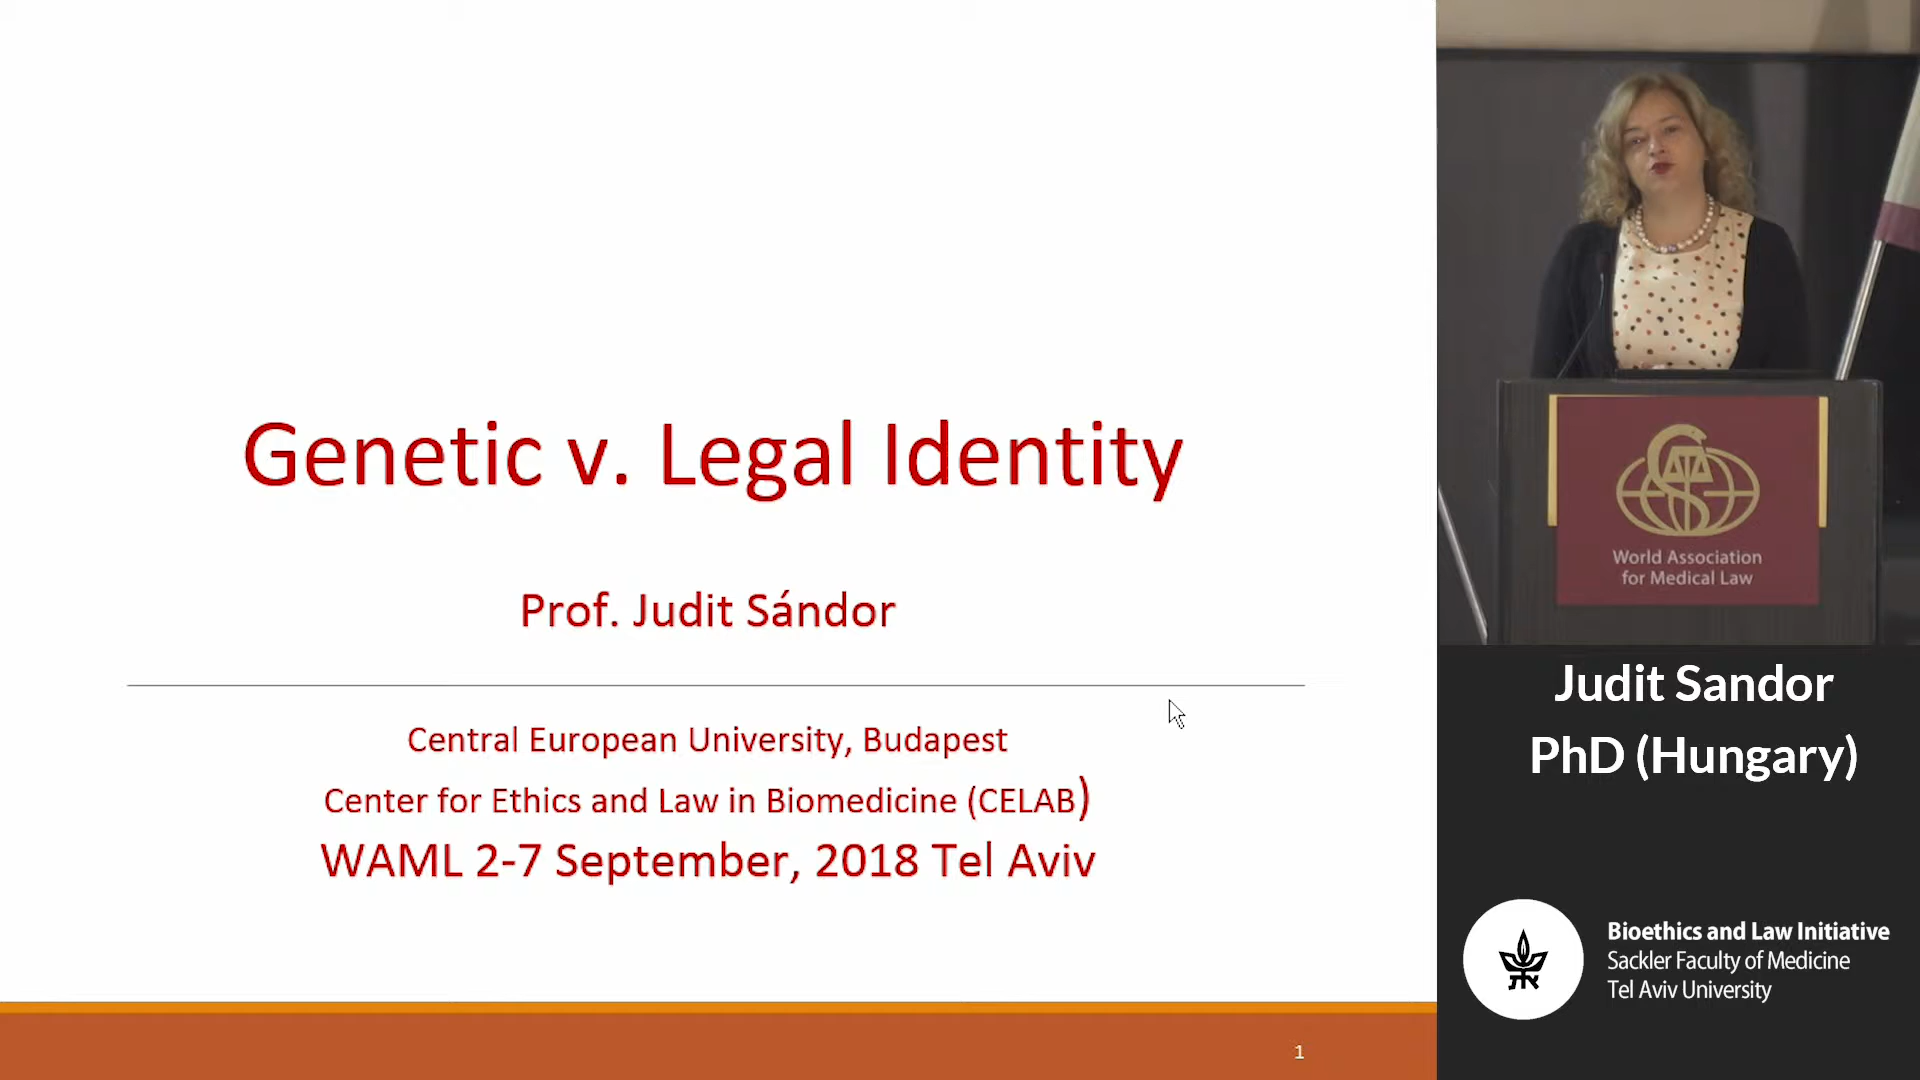 Genetic v. Legal Identity
Prof. Judit Sándor
Central European University, Budapest
Center for Ethics and Law in Biomedicine (CELAB)
WAML 2-7 September, 2018 Tel Aviv
1
World Association
for Medical Law
Judit Sandor
PhD (Hungary)
Bioethics and Law Initiative
Sackler Faculty of Medicine
Tel Aviv University